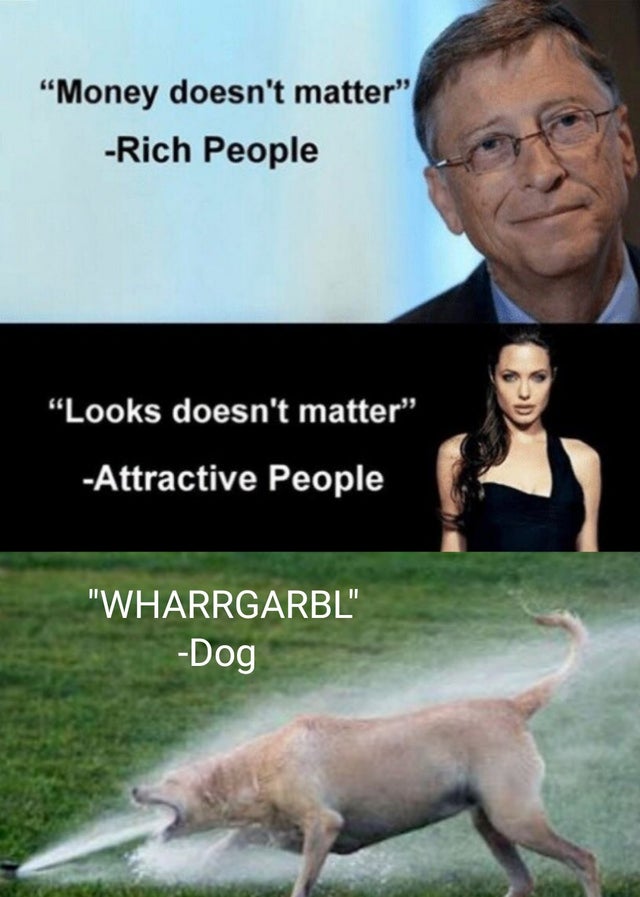 “Money doesn't matter”
-Rich People
“Looks doesn't matter”
-Attractive People
"WHARRGARBL"
-Dog